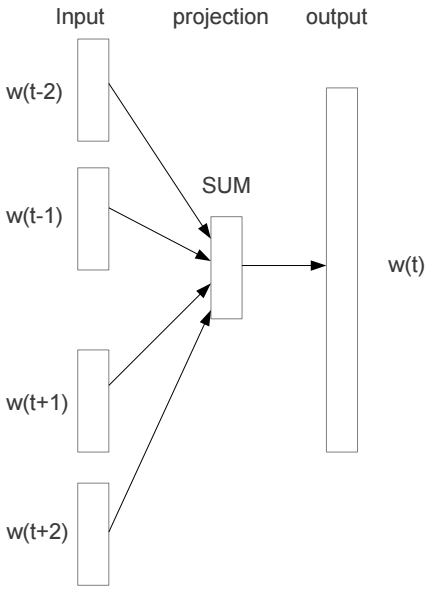 Input projection output
w(t-2)
SUM
w(t-1)
w(t)
w(t+1)
w(t+2)